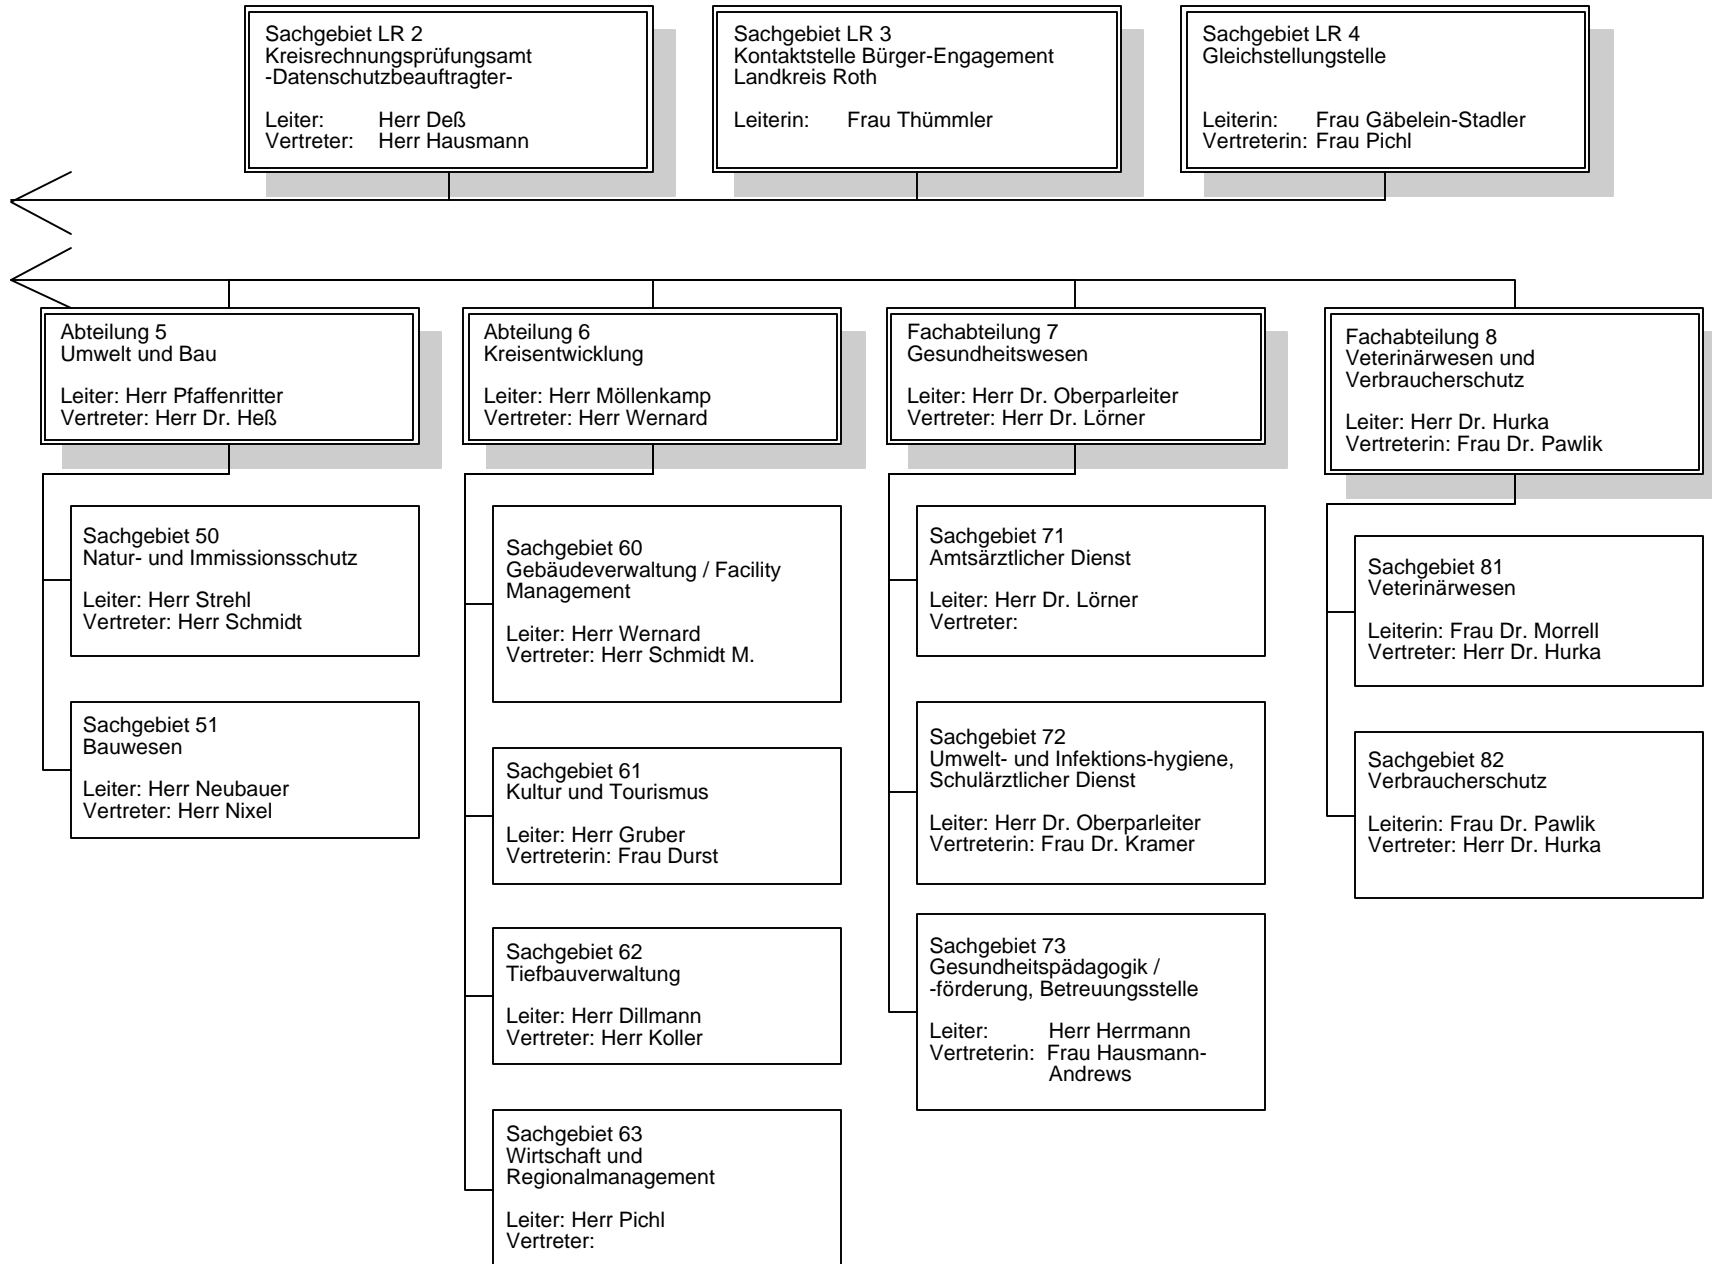 Sachgebiet LR 2
Kreisrechnungsprüfungsamt
-Datenschutzbeauftragter-
Leiter: Herr Deß
Vertreter: Herr Hausmann
Sachgebiet LR 3
Kontaktstelle Bürger-Engagement
Landkreis Roth
Leiterin: Frau Thümmler
Sachgebiet LR 4
Gleichstellungstelle
Leiterin: Frau Gäbelein-Stadler
Vertreterin: Frau Pichl
Abteilung 5
Umwelt und Bau
Leiter: Herr Pfaffenritter
Vertreter: Herr Dr. Heß
Sachgebiet 50
Natur- und Immissionsschutz
Leiter: Herr Strehl
Vertreter: Herr Schmidt
Sachgebiet 51
Bauwesen
Leiter: Herr Neubauer
Vertreter: Herr Nixel
Abteilung 6
Kreisentwicklung
Leiter: Herr Möllenkamp
Vertreter: Herr Wernard
Sachgebiet 60
Gebäudeverwaltung / Facility
Management
Leiter: Herr Wernard
Vertreter: Herr Schmidt M.
Sachgebiet 61
Kultur und Tourismus
Leiter: Herr Gruber
Vertreterin: Frau Durst
Sachgebiet 62
Tiefbauverwaltung
Leiter: Herr Dillmann
Vertreter: Herr Koller
Sachgebiet 63
Wirtschaft und
Regionalmanagement
Leiter: Herr Pichl
Vertreter:
Fachabteilung 7
Gesundheitswesen
Leiter: Herr Dr. Oberparleiter
Vertreter: Herr Dr. Lörner
Sachgebiet 71
Amtsärztlicher Dienst
Leiter: Herr Dr. Lörner
Vertreter:
Sachgebiet 72
Umwelt- und Infektions-hygiene,
Schulärztlicher Dienst
Leiter: Herr Dr. Oberparleiter
Vertreterin: Frau Dr. Kramer
Sachgebiet 73
Gesundheitspädagogik /
-förderung, Betreuungsstelle
Leiter: Herr Herrmann
Vertreterin: Frau Hausmann-
Andrews
Fachabteilung 8
Veterinärwesen und
Verbraucherschutz
Leiter: Herr Dr. Hurka
Vertreterin: Frau Dr. Pawlik
Sachgebiet 81
Veterinärwesen
Leiterin: Frau Dr. Morrell
Vertreter: Herr Dr. Hurka
Sachgebiet 82
Verbraucherschutz
Leiterin: Frau Dr. Pawlik
Vertreter: Herr Dr. Hurka